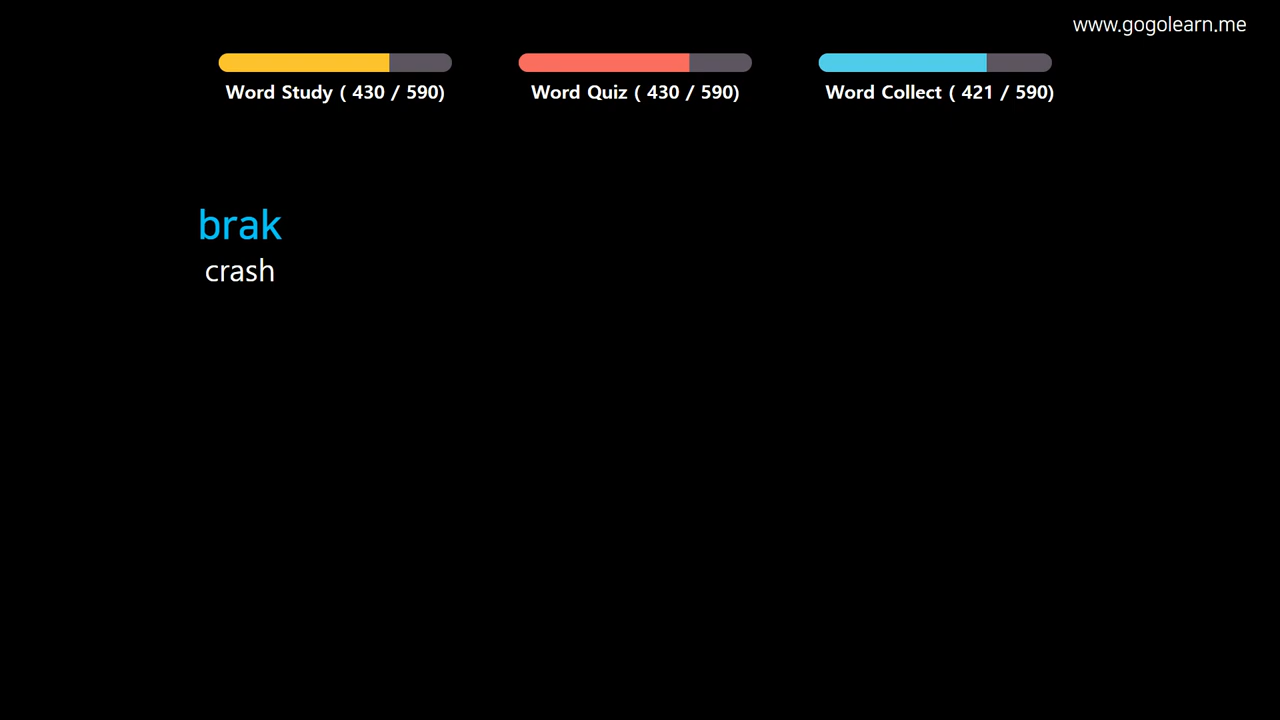 www.gogolearn.me
Word Study ( 430 / 590)
Word Quiz ( 430 / 590)
Word Collect ( 421 / 590)
brak
crash